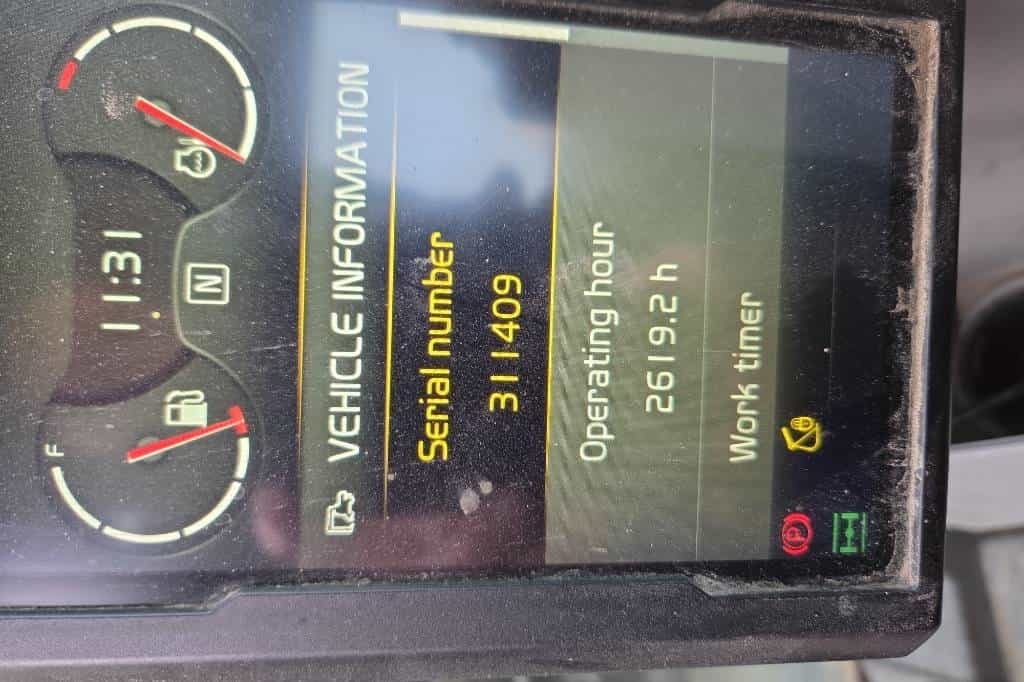 F
11:31
N
VEHICLE INFORMATION
Serial number
311409
Operating hour
2619.2 h
Work timer
P